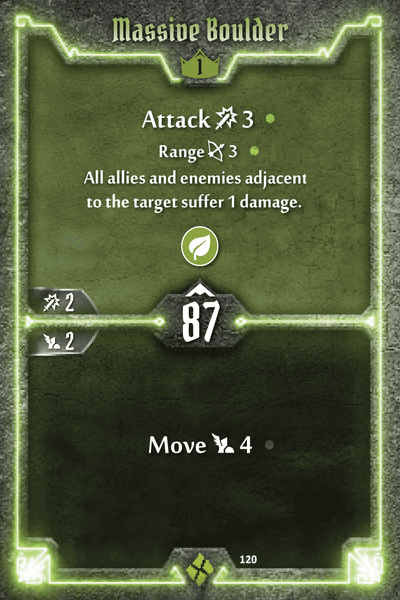 Massive Boulder
1
Attack 3
Range 3
All allies and enemies adjacent
to the target suffer 1 damage.
2
87
2
Move 4
120